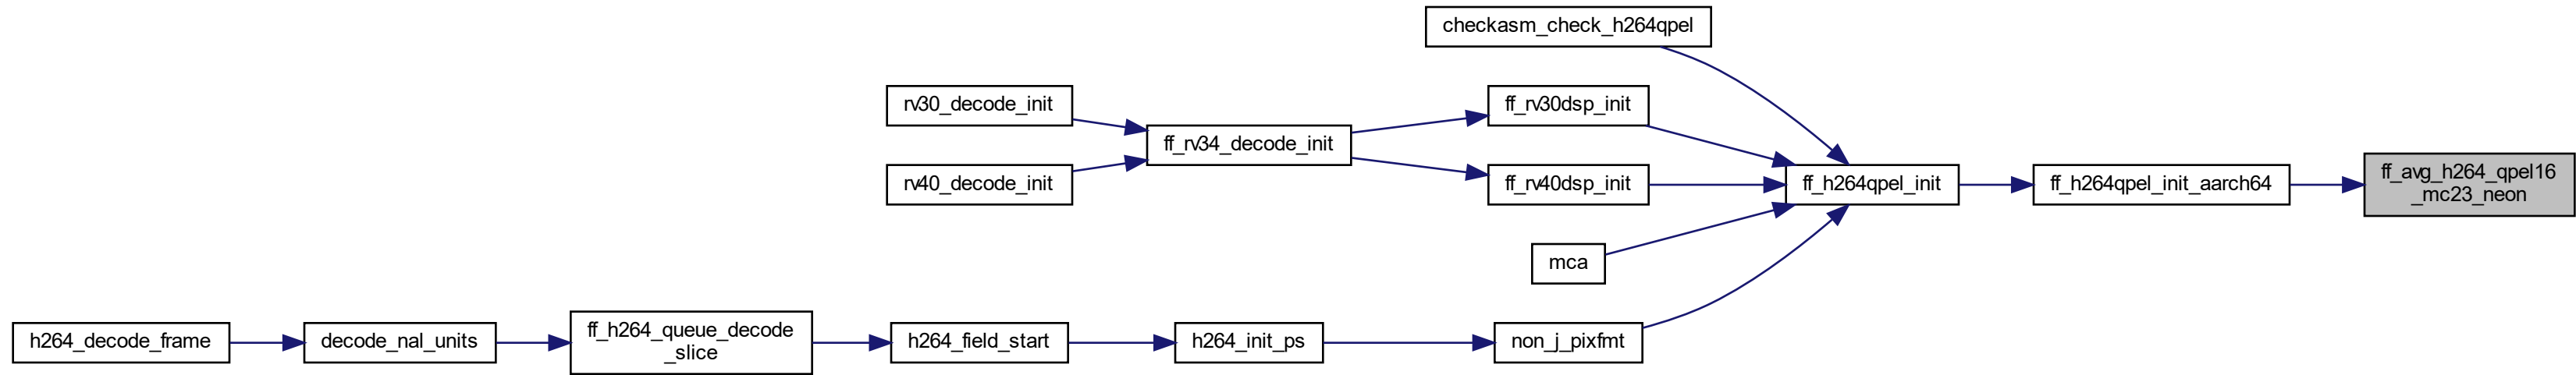 checkasm_check_h264qpel
rv30_decode_init
ff_rv30dsp_init
ff_rv34_decode_init
rv40_decode_init
ff_rv40dsp_init
ff_h264qpel_init
ff_h264qpel_init_aarch64
ff_avg_h264_qpel16
_mc23_neon
mca
h264_decode_frame
decode_nal_units
ff_h264_queue_decode
_slice
h264_field_start
h264_init_ps
non_j_pixfmt